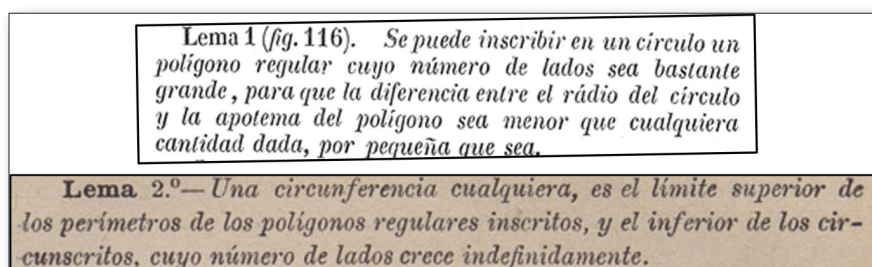 Lema 1 (fig. 116). Se puede inscribir en un círculo un
polígono regular cuyo número de lados sea bastante
grande, para que la diferencia entre el rádio del círculo
y la apotema del polígono sea menor que cualquiera
cantidad dada, por pequeña que sea.
Lema 2.º— Una circunferencia cualquiera, es el límite superior de
los perímetros de los polígonos regulares inscritos, y el inferior de los cir-
cunscritos, cuyo número de lados crece indefinidamente.